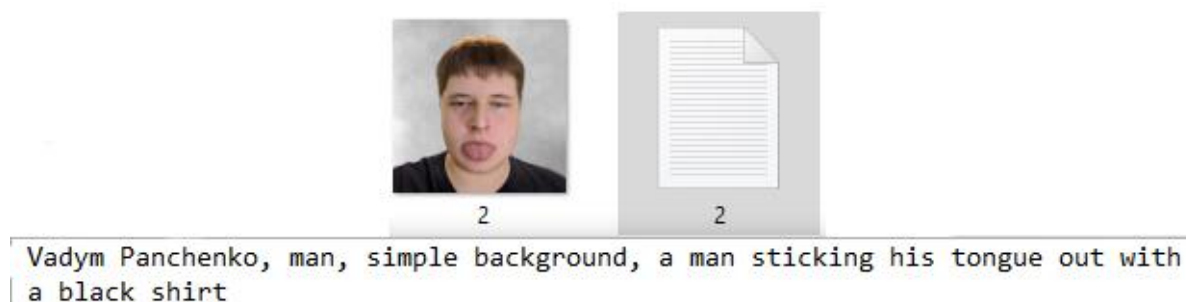 2
2
Vadym Panchenko, man, simple background, a man sticking his tongue out with
a black shirt